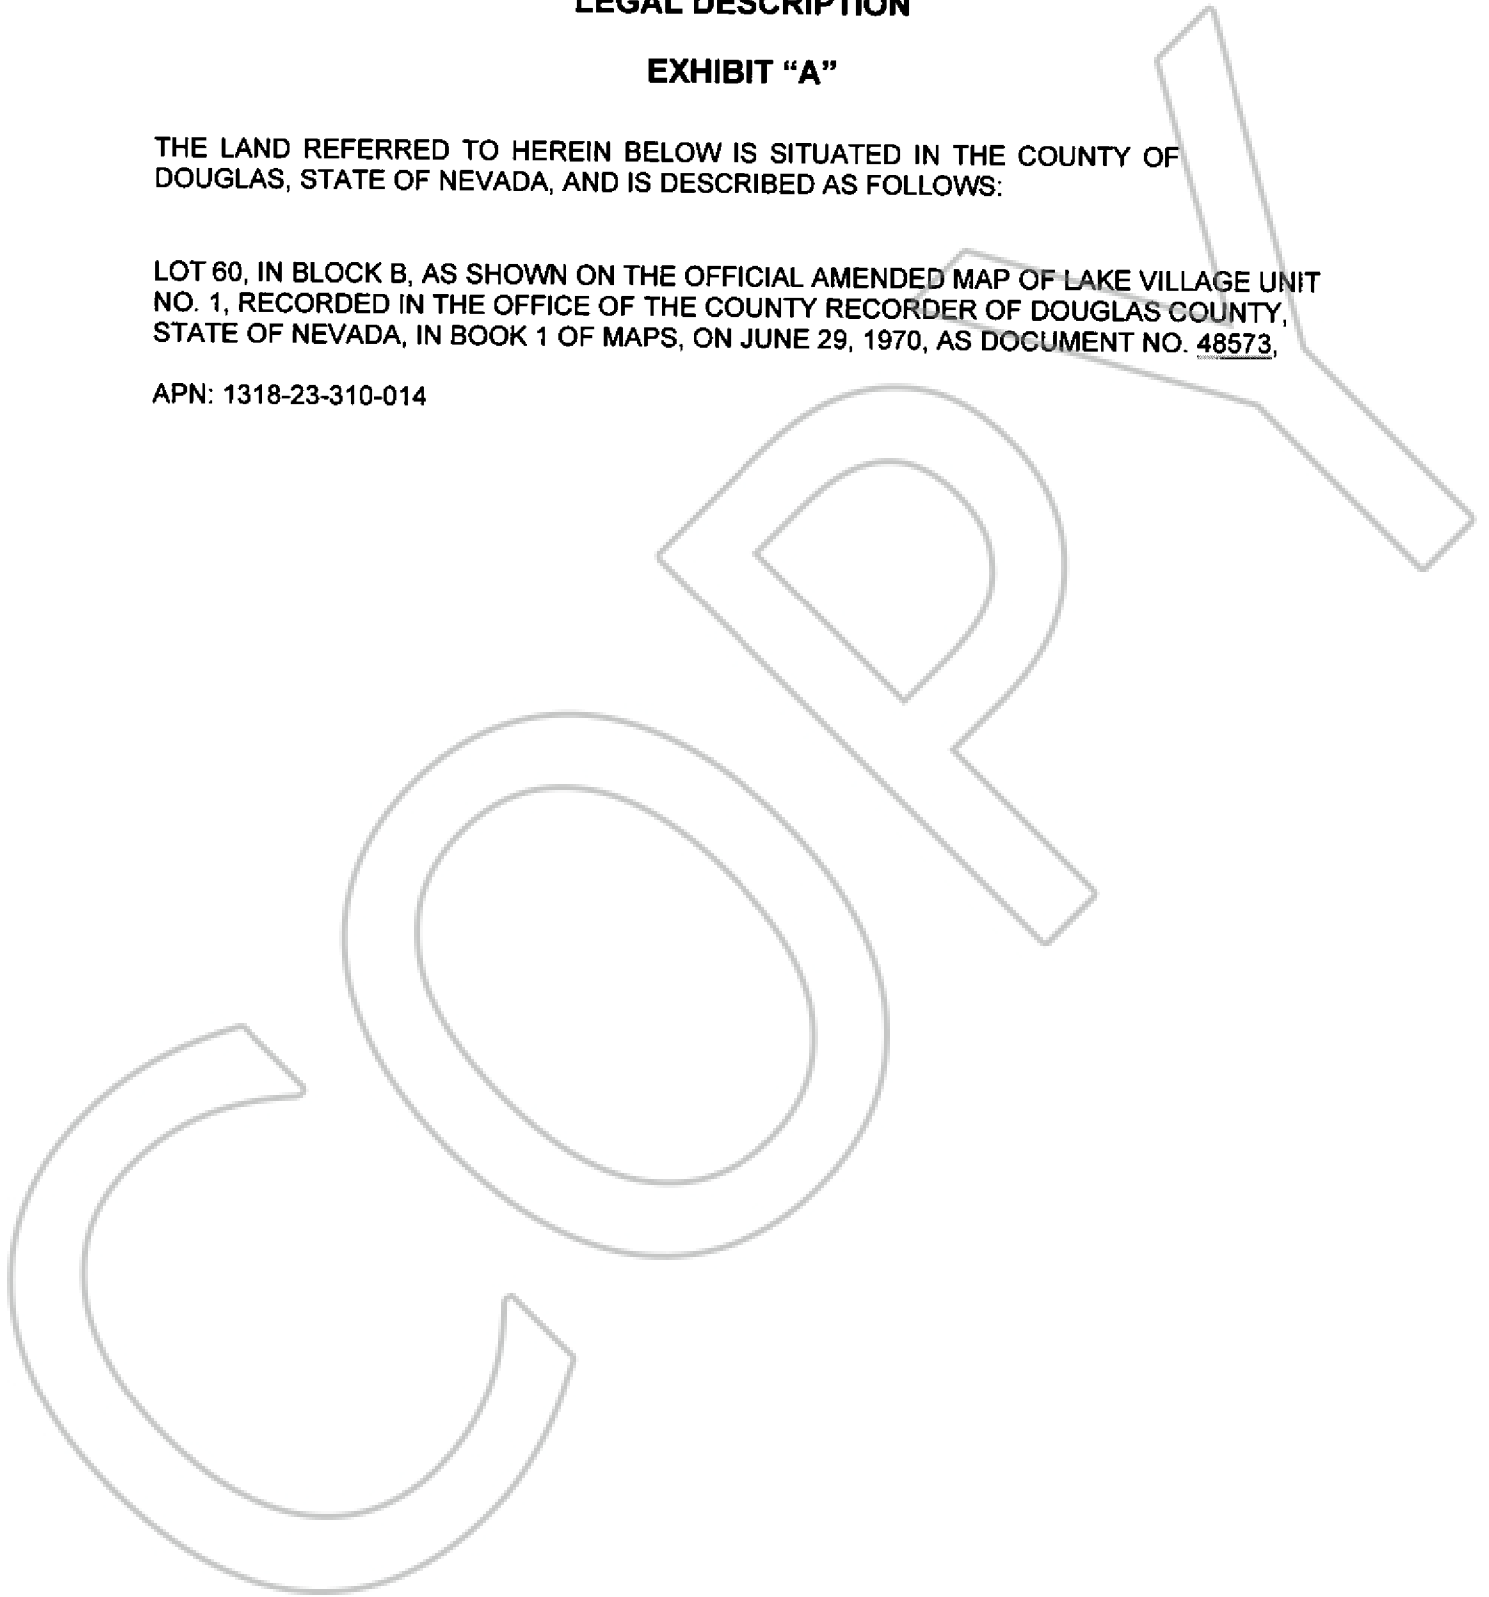 LEGAL DESCRIPTION
EXHIBIT “A”
THE LAND REFERRED TO HEREIN BELOW IS SITUATED IN THE COUNTY OF
DOUGLAS, STATE OF NEVADA, AND IS DESCRIBED AS FOLLOWS:
LOT 60, IN BLOCK B, AS SHOWN ON THE OFFICIAL AMENDED MAP OF LAKE VILLAGE UNIT
NO. 1, RECORDED IN THE OFFICE OF THE COUNTY RECORDER OF DOUGLAS COUNTY,
STATE OF NEVADA, IN BOOK 1 OF MAPS, ON JUNE 29, 1970, AS DOCUMENT NO. 48573,
APN: 1318-23-310-014
COPY